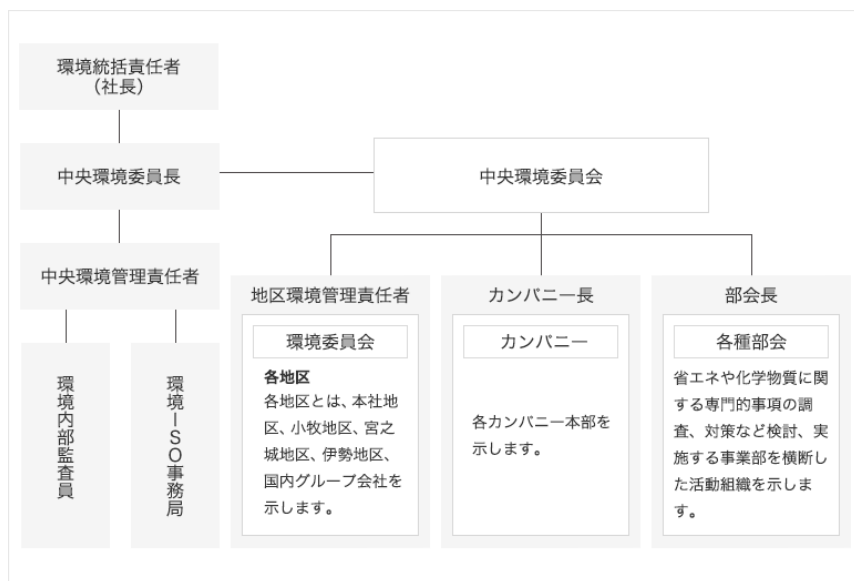 環境統括責任者
（社長）
中央環境委員長
中央環境委員会
中央環境管理責任者
環境内部監査員
環境ISO事務局
地区環境管理責任者
環境委員会
各地区
各地区とは、本社地
区、小牧地区、宮之
城地区、伊勢地区、
国内グループ会社を
示します。
カンパニー長
カンパニー
各カンパニー本部を
示します。
部会長
各種部会
省エネや化学物質に関
する専門的事項の調
査、対策など検討、実
施する事業部を横断し
た活動組織を示しま
す。